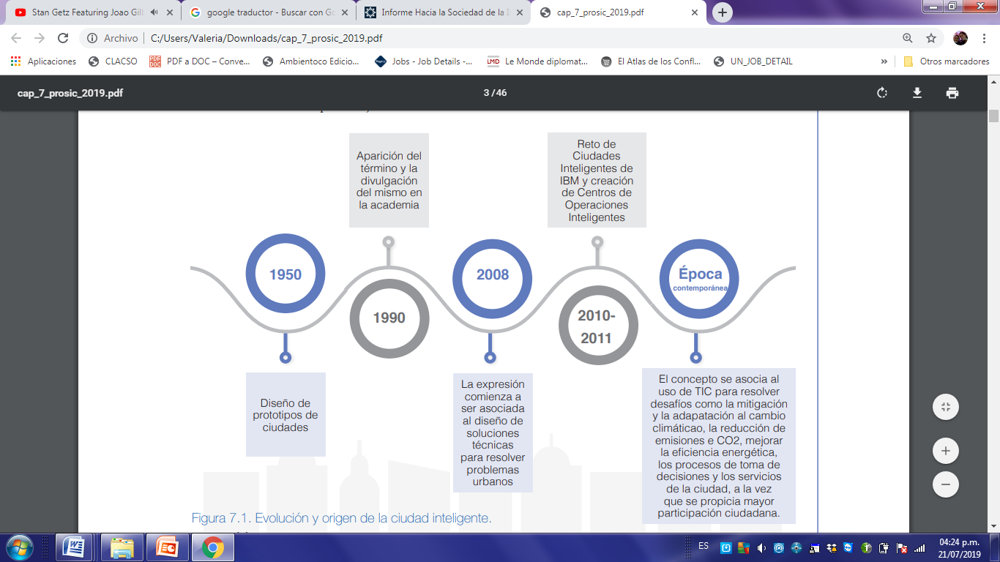 Stan Getz Featuring Joao Gil
google traductor - Buscar con Go
Informe Hacia la Sociedad de la I
cap_7_prosic_2019.pdf
Archivo
C:/Users/Valeria/Downloads/cap_7_prosic_2019.pdf
Aplicaciones
CLACSO
PDF a DOC – Conve...
Ambientoco Edicio...
Jobs - Job Details -...
LMD
Le Monde diplomat...
El Atlas de los Confl...
UN_JOB_DETAIL
»
Otros marcadores
cap_7_prosic_2019.pdf
3 / 46
Aparición del
término y la
divulgación
del mismo en
la academia
Reto de
Ciudades
Inteligentes de
IBM y creación
de Centros de
Operaciones
Inteligentes
1950
1990
2008
2010-
2011
Época
contemporánea
Diseño de
prototipos de
ciudades
La expresión
comienza a
ser asociada
al diseño de
soluciones
técnicas
para resolver
problemas
urbanos
El concepto se asocia al
uso de TIC para resolver
desafíos como la mitigación
y la adapatación al cambio
climáticao, la reducción de
emisiones e CO2, mejorar
la eficiencia energética,
los procesos de toma de
decisiones y los servicios
de la ciudad, a la vez
que se propicia mayor
participación ciudadana.
Figura 7.1. Evolución y origen de la ciudad inteligente.
ES
04:24 p.m.
21/07/2019